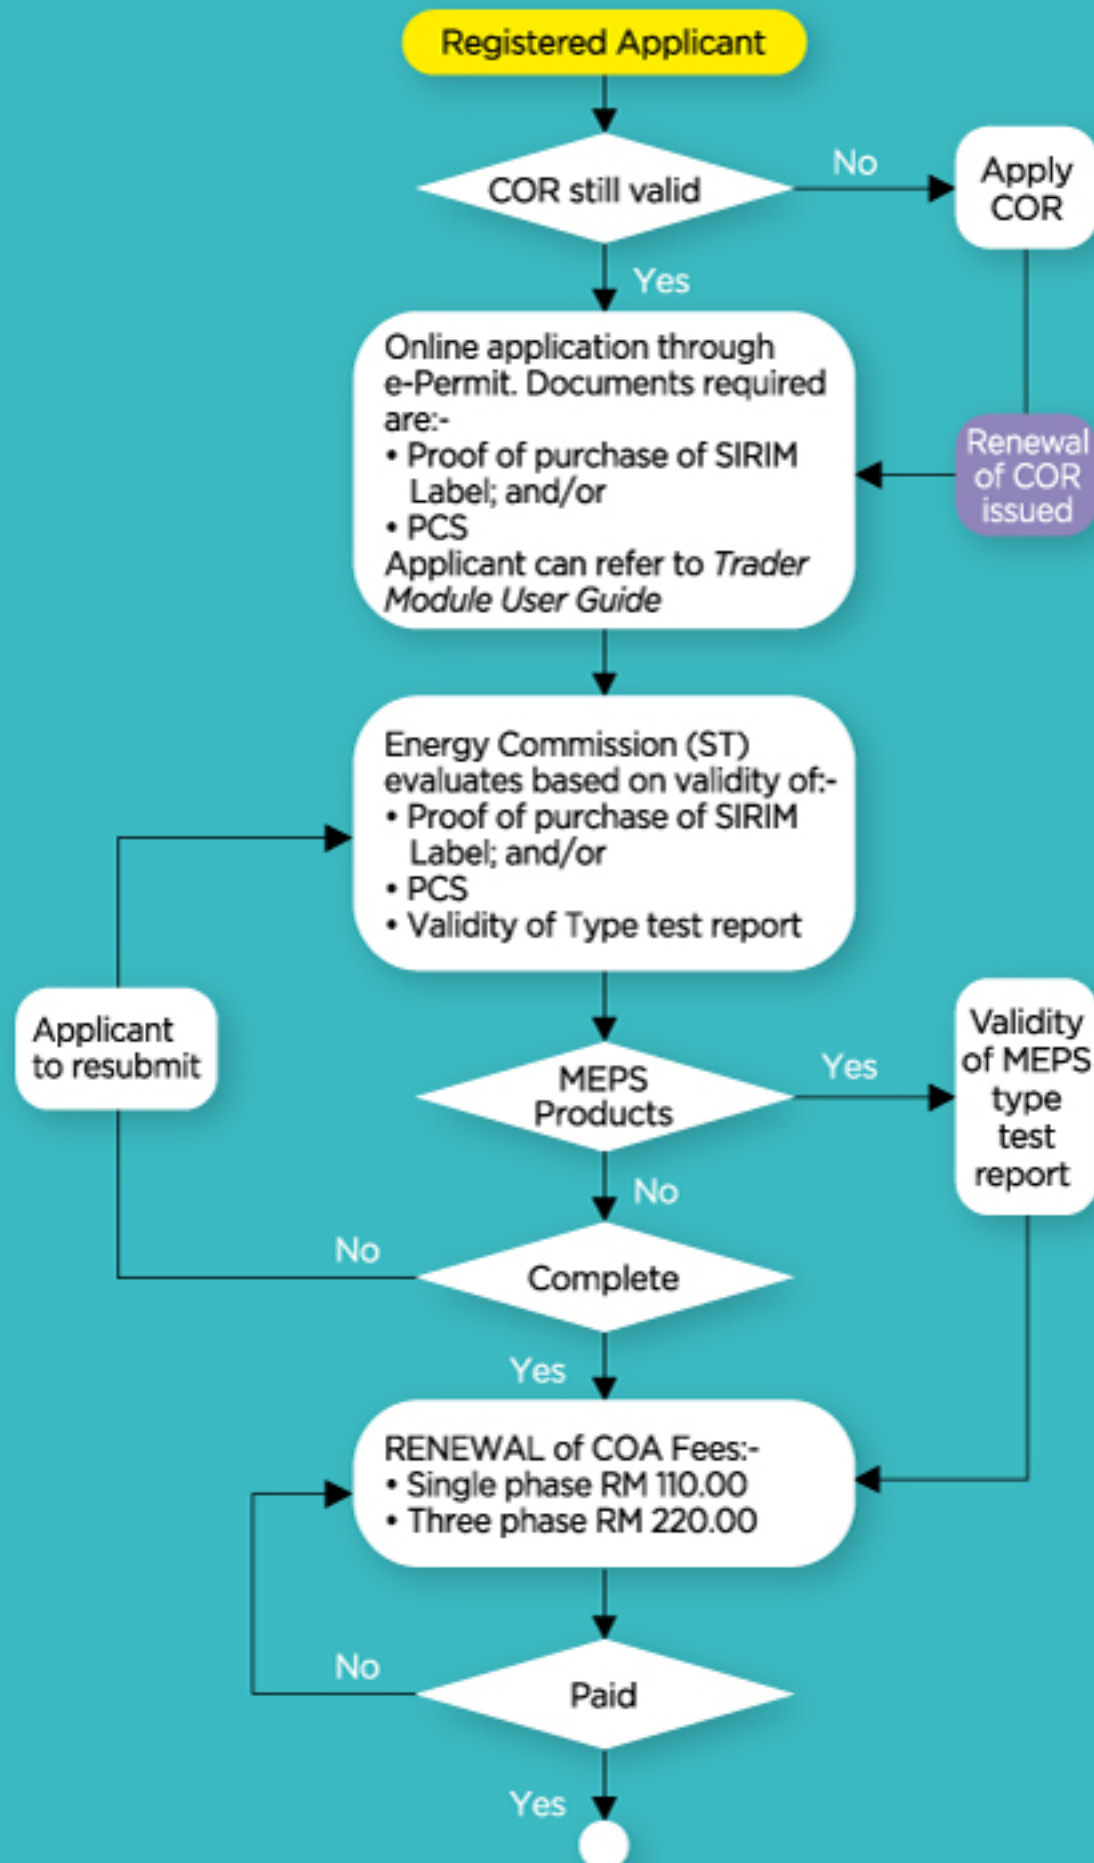 Registered Applicant
COR still valid
No
Apply
COR
Yes
Online application through
e-Permit. Documents required
are:-
• Proof of purchase of SIRIM
Label; and/or
• PCS
Applicant can refer to Trader
Module User Guide
Renewal
of COR
issued
Energy Commission (ST)
evaluates based on validity of:-
• Proof of purchase of SIRIM
Label; and/or
• PCS
• Validity of Type test report
Applicant
to resubmit
MEPS
Products
Yes
Validity
of MEPS
type
test
report
No
Complete
No
Yes
RENEWAL of COA Fees:-
• Single phase RM 110.00
• Three phase RM 220.00
Paid
No
Yes